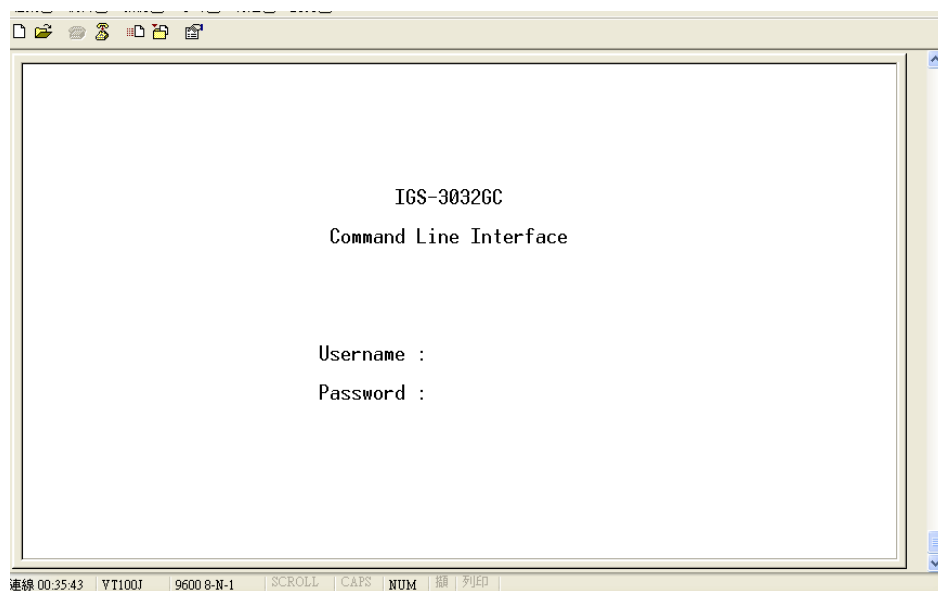 IGS-3032GC
Command Line Interface
Username :
Password :
連線 00:35:43 VT100J 9600 8-N-1 SCROLL CAPS NUM 擷 列印